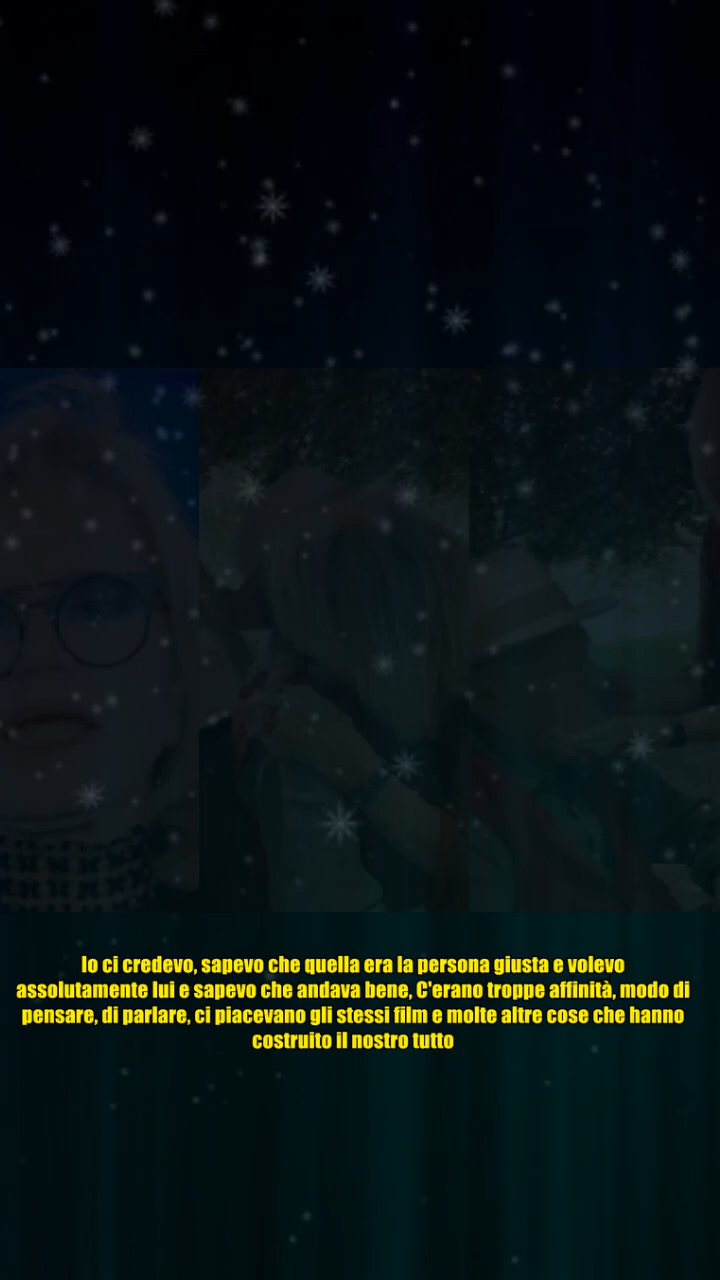 Io ci credevo, sapevo che quella era la persona giusta e volevo
assolutamente lui e sapevo che andava bene, C'erano troppe affinità, modo di
pensare, di parlare, ci piacevano gli stessi film e molte altre cose che hanno
costruito il nostro tutto